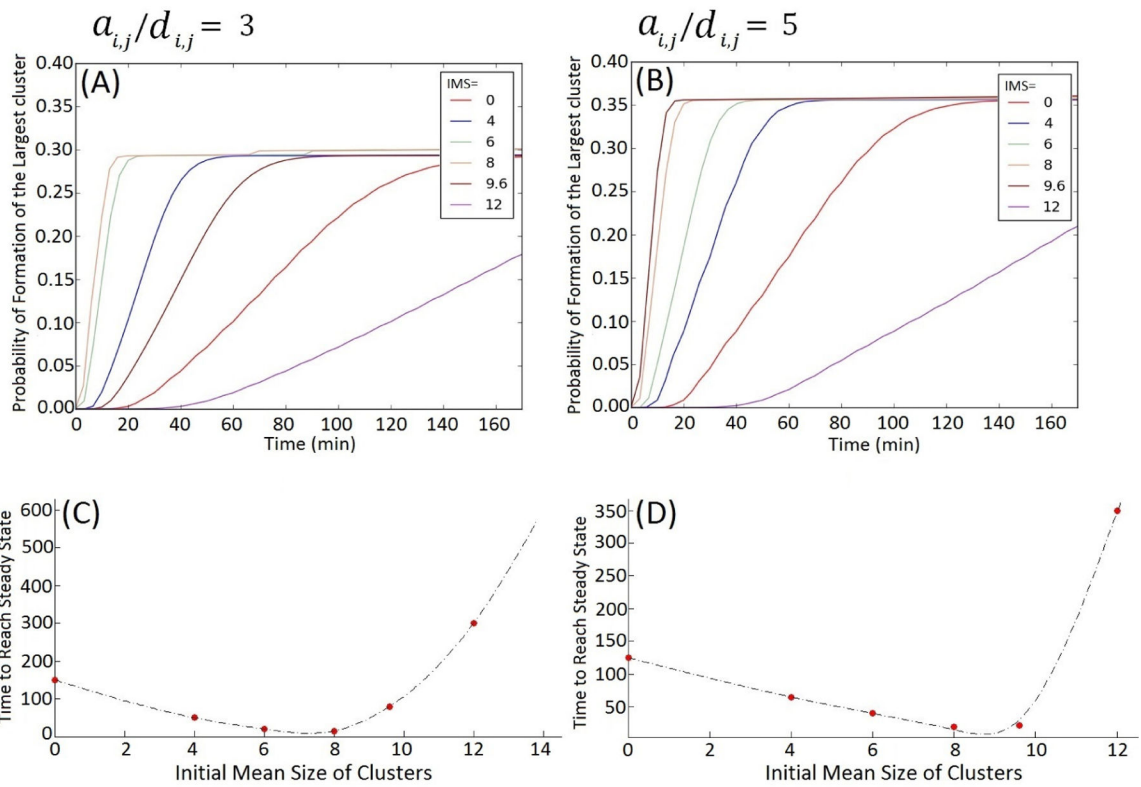 a i,j /d i,j = 3
a i,j /d i,j = 5
(A)
Probability of Formation of the Largest cluster
0.40
0.35
0.30
0.25
0.20
0.15
0.10
0.05
0.00
0 20 40 60 80 100 120 140 160
Time (min)
IMS=
0
4
6
8
9.6
12
(B)
Probability of Formation of the Largest cluster
0.40
0.35
0.30
0.25
0.20
0.15
0.10
0.05
0.00
0 20 40 60 80 100 120 140 160
Time (min)
IMS=
0
4
6
8
9.6
12
(C)
Time to Reach Steady State
600
500
400
300
200
100
0
0 2 4 6 8 10 12 14
Initial Mean Size of Clusters
(D)
Time to Reach Steady State
350
300
250
200
150
100
50
0 2 4 6 8 10 12
Initial Mean Size of Clusters